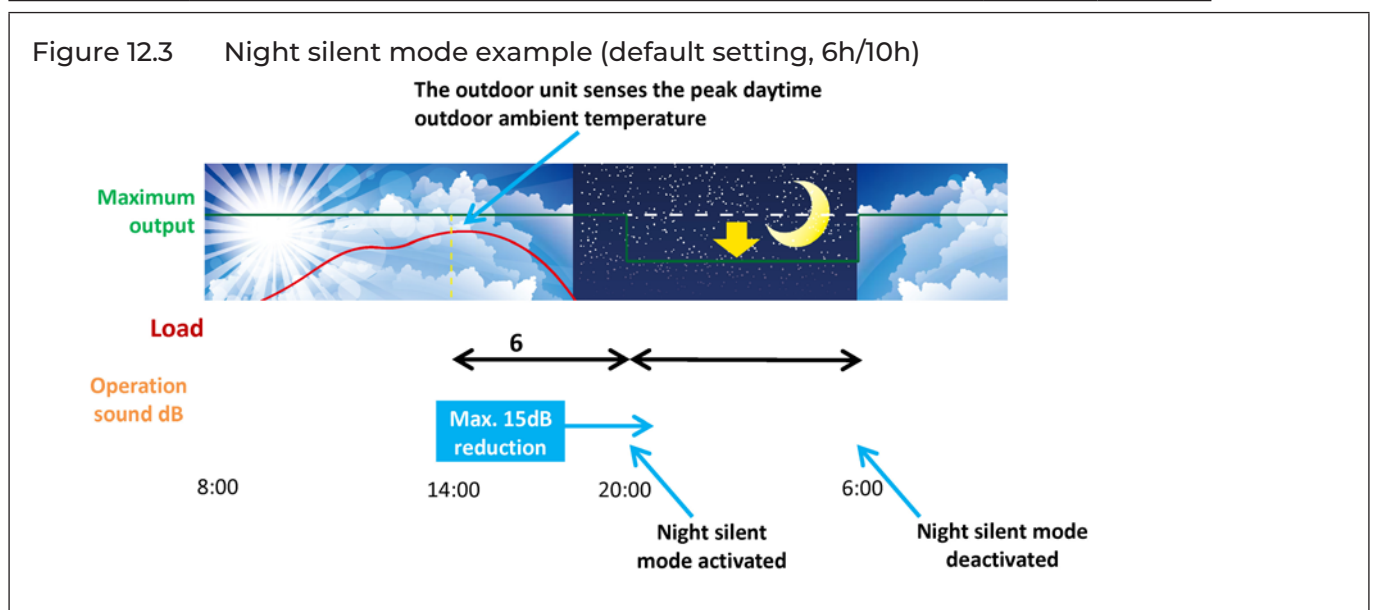 Figure 12.3 Night silent mode example (default setting, 6h/10h)
The outdoor unit senses the peak daytime
outdoor ambient temperature
Maximum
output
Load
6
Operation
sound dB
Max. 15dB
reduction
8:00
14:00
20:00
6:00
Night silent
mode activated
Night silent mode
deactivated